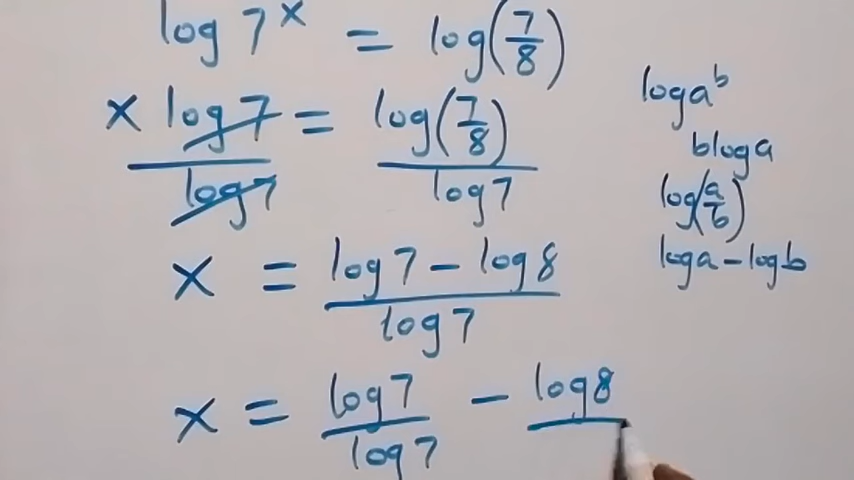 log 7^x = log(7/8)
x log 7 / log 7 = log(7/8) / log 7
x = log 7 - log 8 / log 7
x = log 7 / log 7 - log 8
log a^b
b log a
log(a/b)
log a - log b